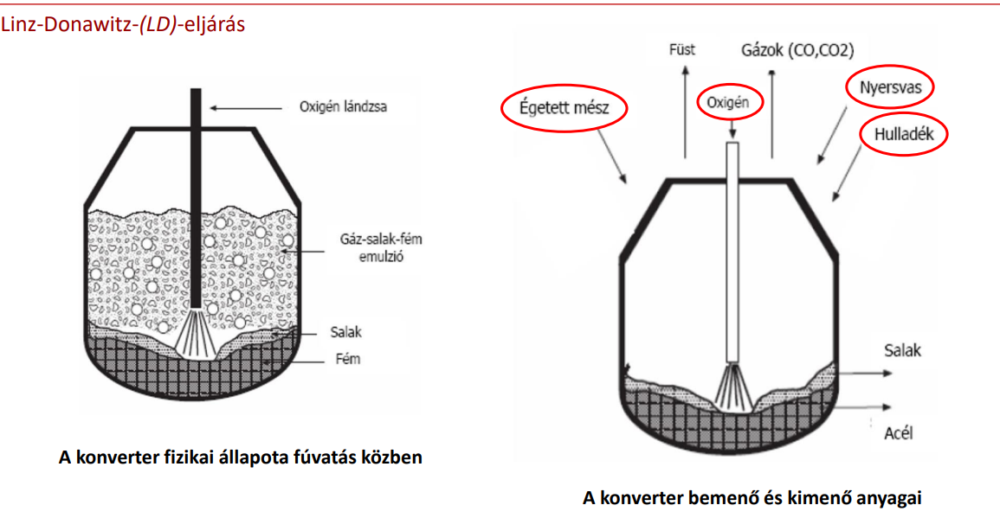 Linz-Donawitz-(LD)-eljárás
Oxigén lándzsa
Gáz-salak-fém
emulzió
Salak
Fém
A konverter fizikai állapota fúvatás közben
Füst
Gázok (CO,CO2)
Égetett mész
Oxigén
Nyersvas
Hulladék
Salak
Acél
A konverter bemenő és kimenő anyagai